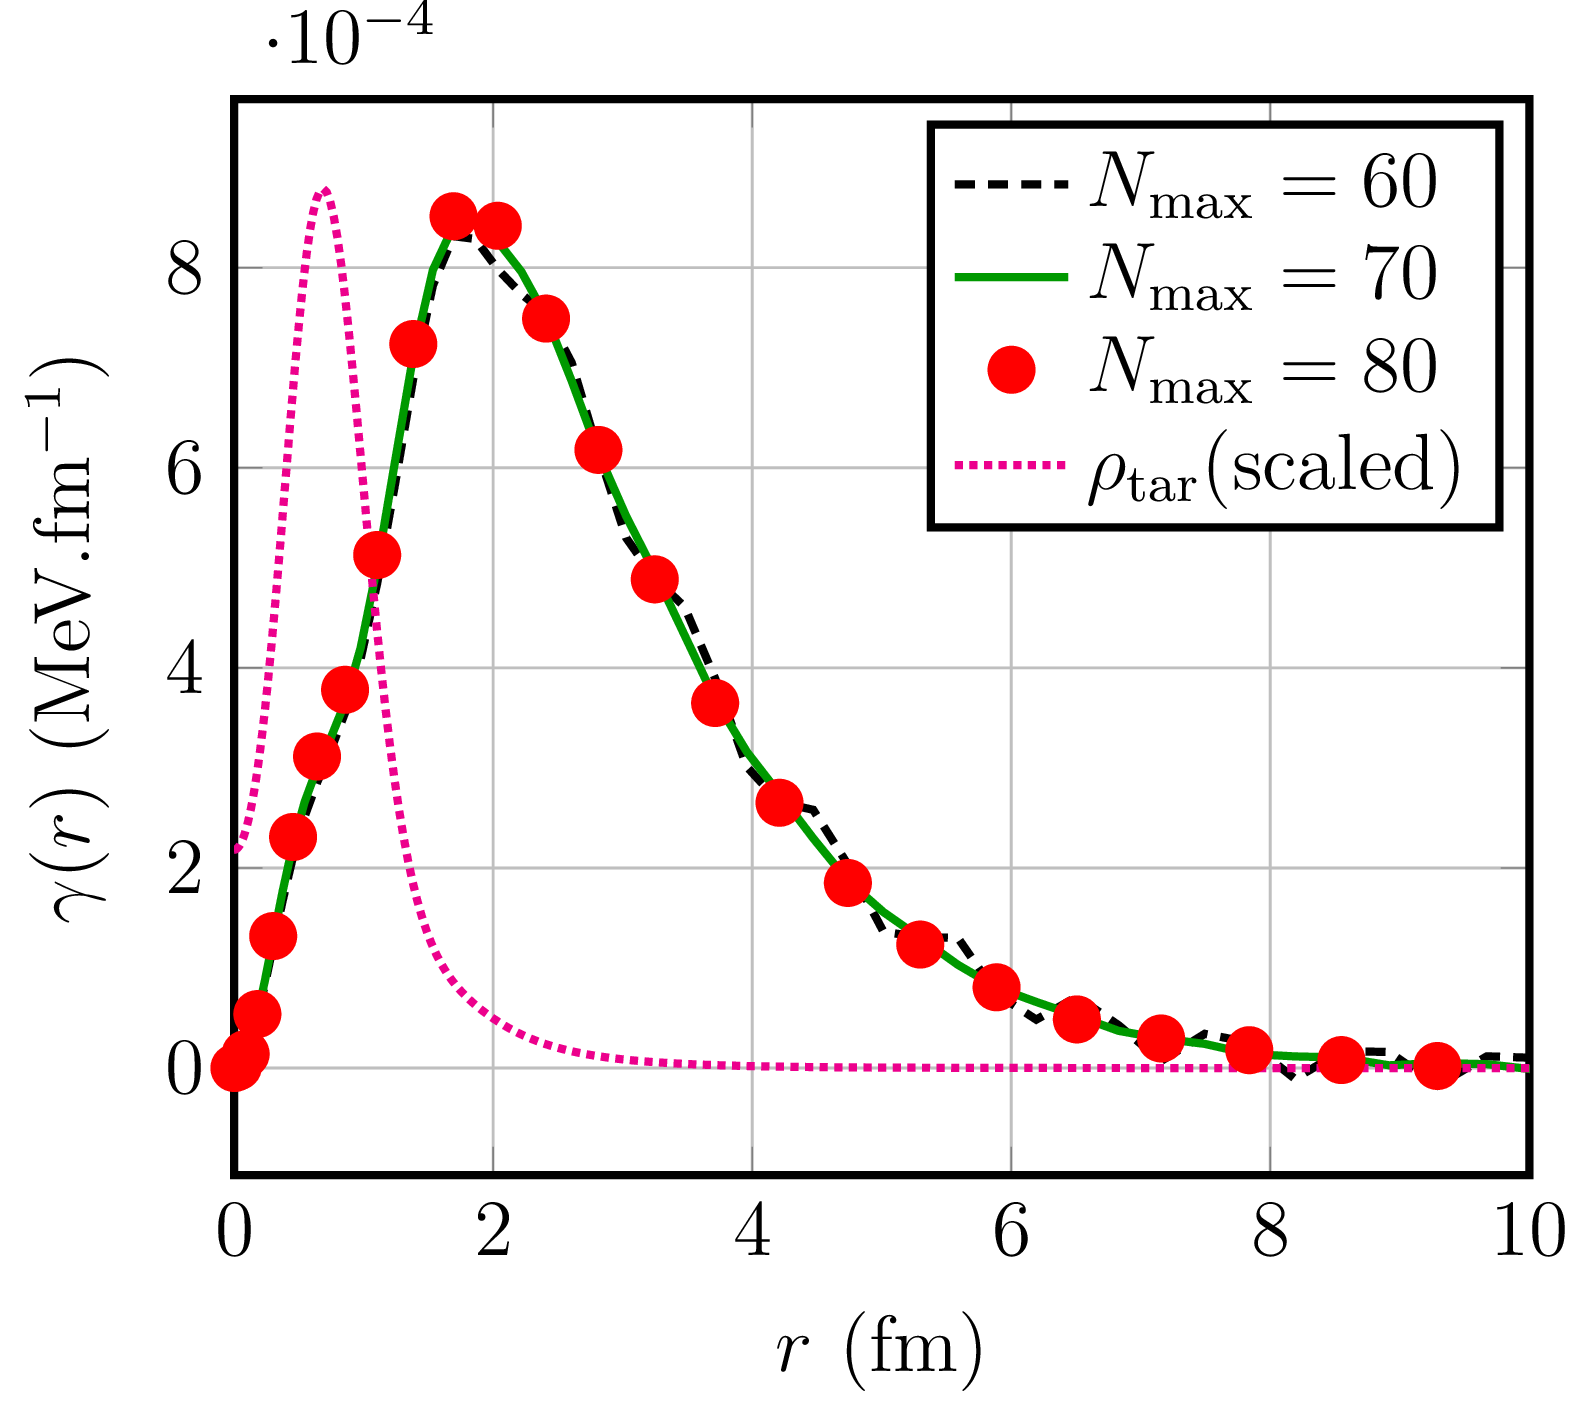 ·10⁻⁴
N_max = 60
N_max = 70
N_max = 80
ρ_tar(scaled)
8
6
4
2
0
γ(r) (MeV.fm⁻¹)
0 2 4 6 8 10
r (fm)